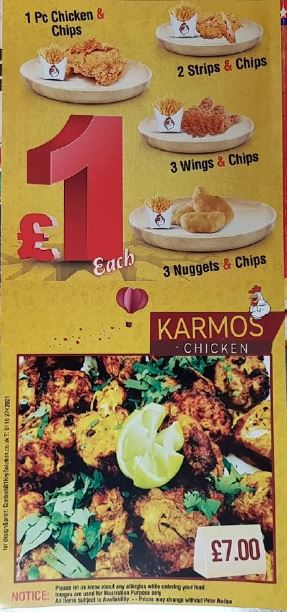 1 Pc Chicken &
Chips
2 Strips & Chips
3 Wings & Chips
£1
Each
3 Nuggets & Chips
KARMOS
CHICKEN
£7.00
NOTICE:
Please let us know about any allergies while ordering your food
Images are used for Illustration Purpose only
All Items Subject to Availability -- Prices may change without Prior Notice